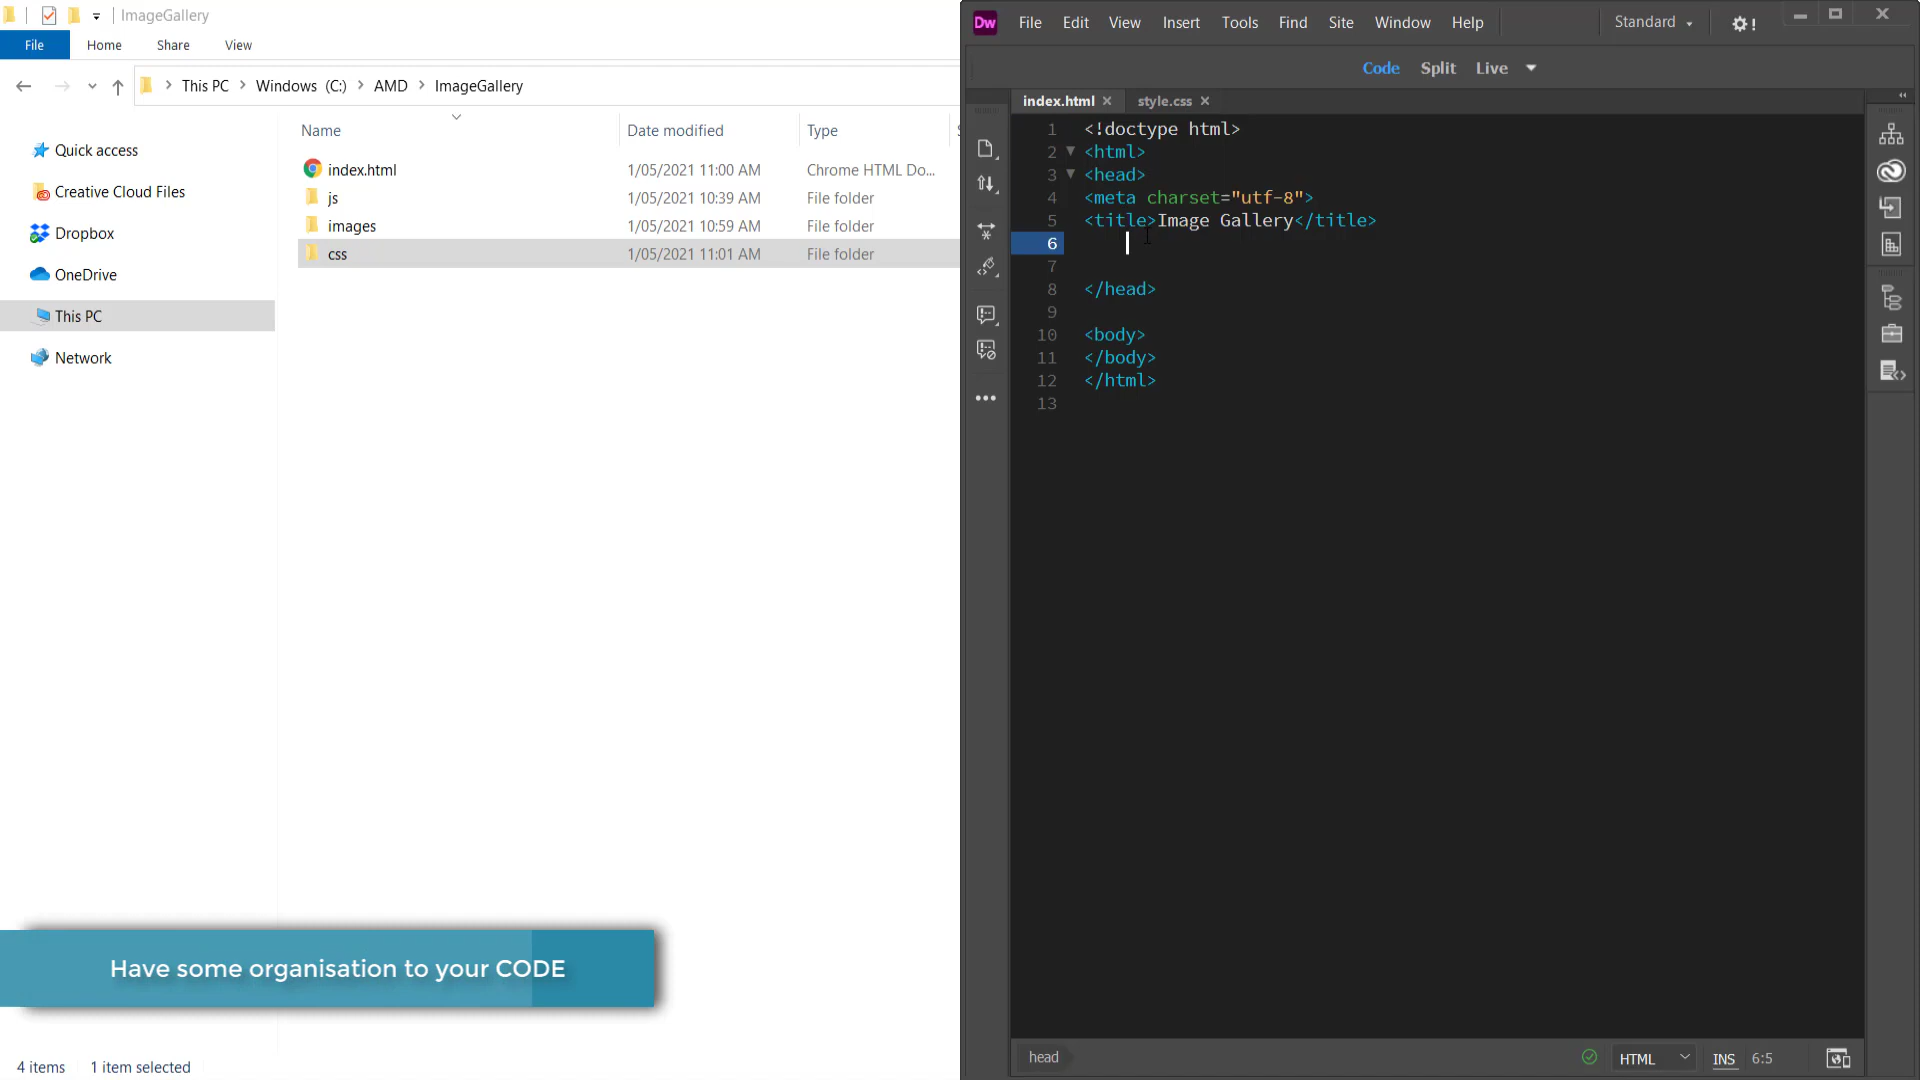 ImageGallery
File Home Share View
This PC Windows (C:) AMD ImageGallery
Name Date modified Type
Quick access
Creative Cloud Files
Dropbox
OneDrive
This PC
Network
index.html 1/05/2021 11:00 AM Chrome HTML Do...
js 1/05/2021 10:39 AM File folder
images 1/05/2021 10:59 AM File folder
css 1/05/2021 11:01 AM File folder
Have some organisation to your CODE
4 items 1 item selected
Dw File Edit View Insert Tools Find Site Window Help Standard
Code Split Live
index.html style.css
1 <!doctype html>
2 <html>
3 <head>
4 <meta charset="utf-8">
5 <title>Image Gallery</title>
6
7
8 </head>
9
10 <body>
11 </body>
12 </html>
13
head HTML INS 6:5